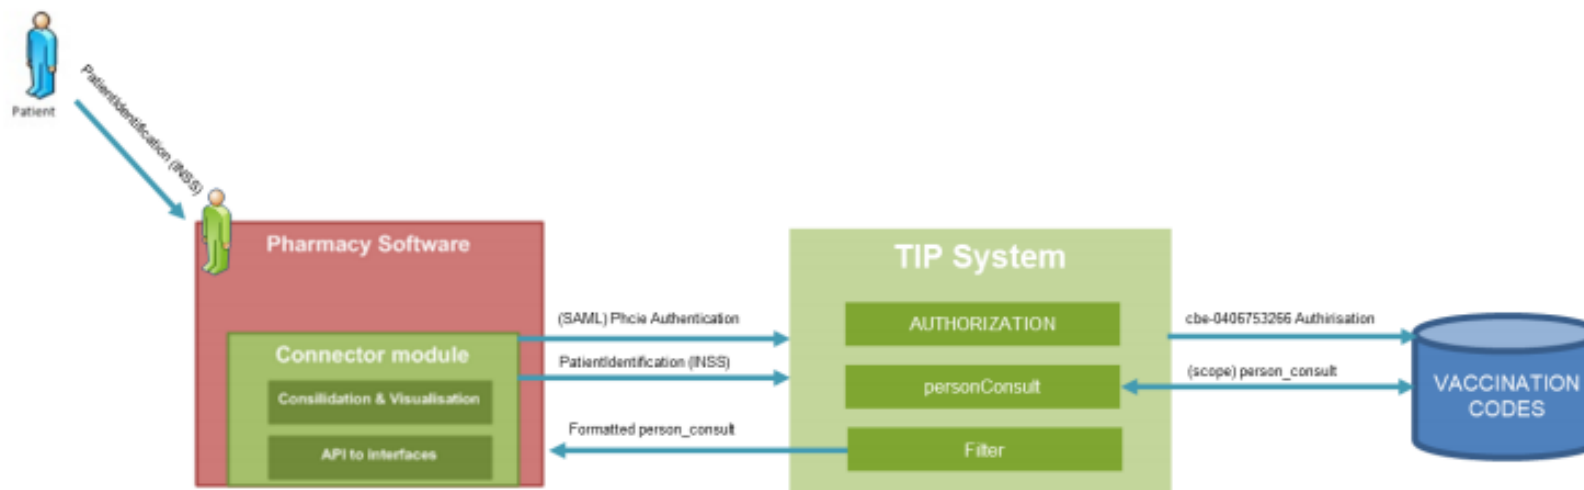 Patient
PatientIdentification (INSS)
Pharmacy Software
Connector module
Consilidation & Visualisation
API to interfaces
(SAML) Phcie Authentication
PatientIdentification (INSS)
Formatted person_consult
TIP System
AUTHORIZATION
personConsult
Filter
cbe-0406753266 Authirisation
(scope) person_consult
VACCINATION
CODES